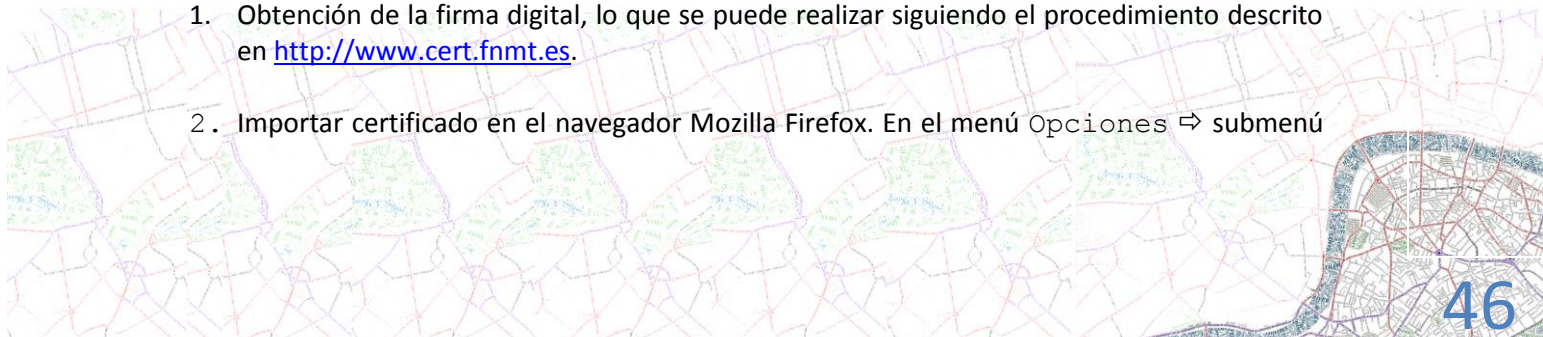 1. Obtención de la firma digital, lo que se puede realizar siguiendo el procedimiento descrito
en http://www.cert.fnmt.es.
2. Importar certificado en el navegador Mozilla Firefox. En el menú Opciones ⇨ submenú
46